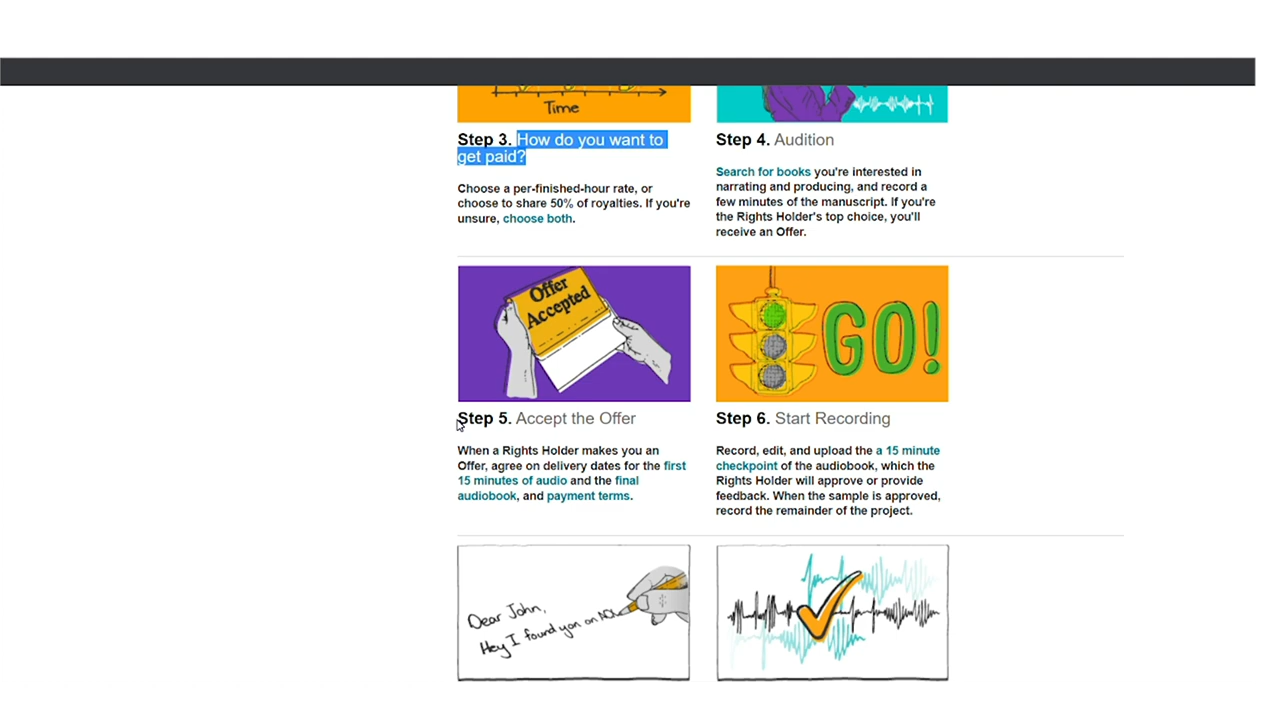 Time
Step 3. How do you want to
get paid?
Choose a per-finished-hour rate, or
choose to share 50% of royalties. If you're
unsure, choose both.
Step 4. Audition
Search for books you're interested in
narrating and producing, and record a
few minutes of the manuscript. If you're
the Rights Holder's top choice, you'll
receive an Offer.
Offer
Accepted
Step 5. Accept the Offer
When a Rights Holder makes you an
Offer, agree on delivery dates for the first
15 minutes of audio and the final
audiobook, and payment terms.
GO!
Step 6. Start Recording
Record, edit, and upload the a 15 minute
checkpoint of the audiobook, which the
Rights Holder will approve or provide
feedback. When the sample is approved,
record the remainder of the project.
Dear John,
Hey I found you on